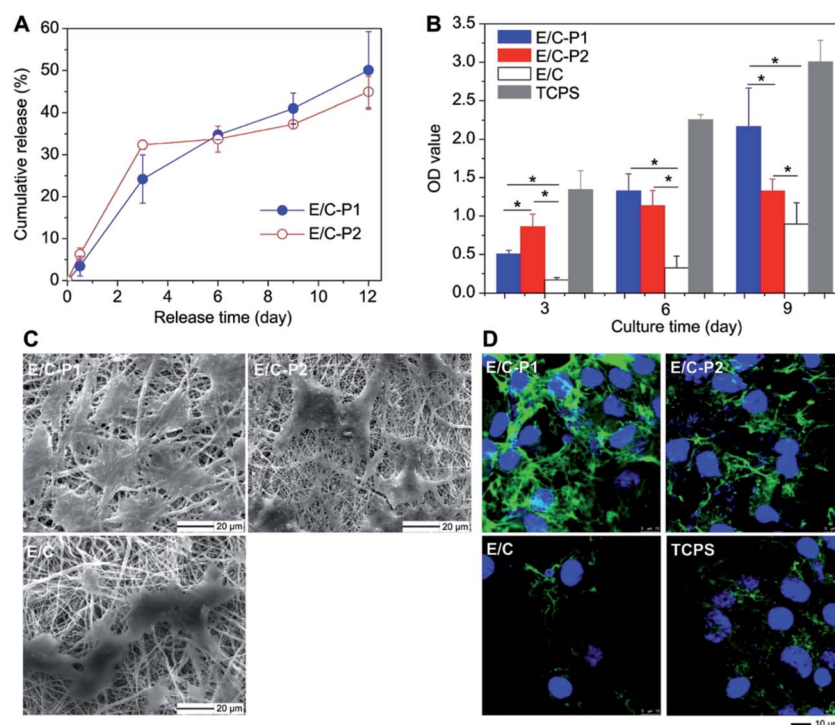 A
60
50
40
30
20
10
0
Cumulative release (%)
E/C-P1
E/C-P2
0 2 4 6 8 10 12
Release time (day)
B
3.5
3.0
2.5
2.0
1.5
1.0
0.5
0.0
OD value
E/C-P1
E/C-P2
E/C
TCPS
* * * *
* *
* * *
3 6 9
Culture time (day)
C
E/C-P1
20 µm
E/C-P2
20 µm
E/C
20 µm
D
E/C-P1
E/C-P2
E/C
TCPS
10 µm